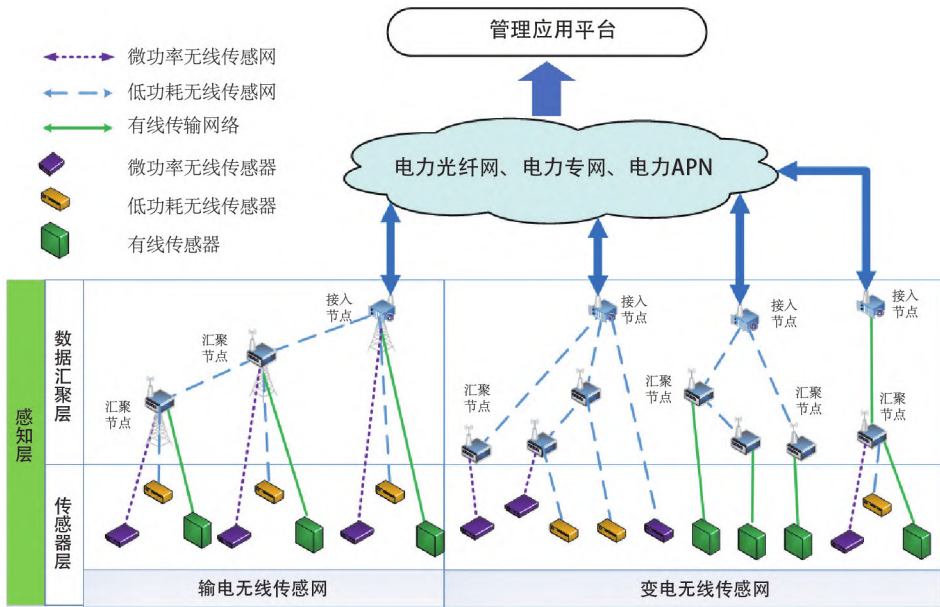 管理应用平台
微功率无线传感网
低功耗无线传感网
有线传输网络
微功率无线传感器
低功耗无线传感器
有线传感器
电力光纤网、电力专网、电力APN
感知层
数据汇聚层
传感器层
接入
节点
汇聚
节点
汇聚
节点
接入
节点
接入
节点
接入
节点
汇聚
节点
汇聚
节点
汇聚
节点
汇聚
节点
输电无线传感网
变电无线传感网